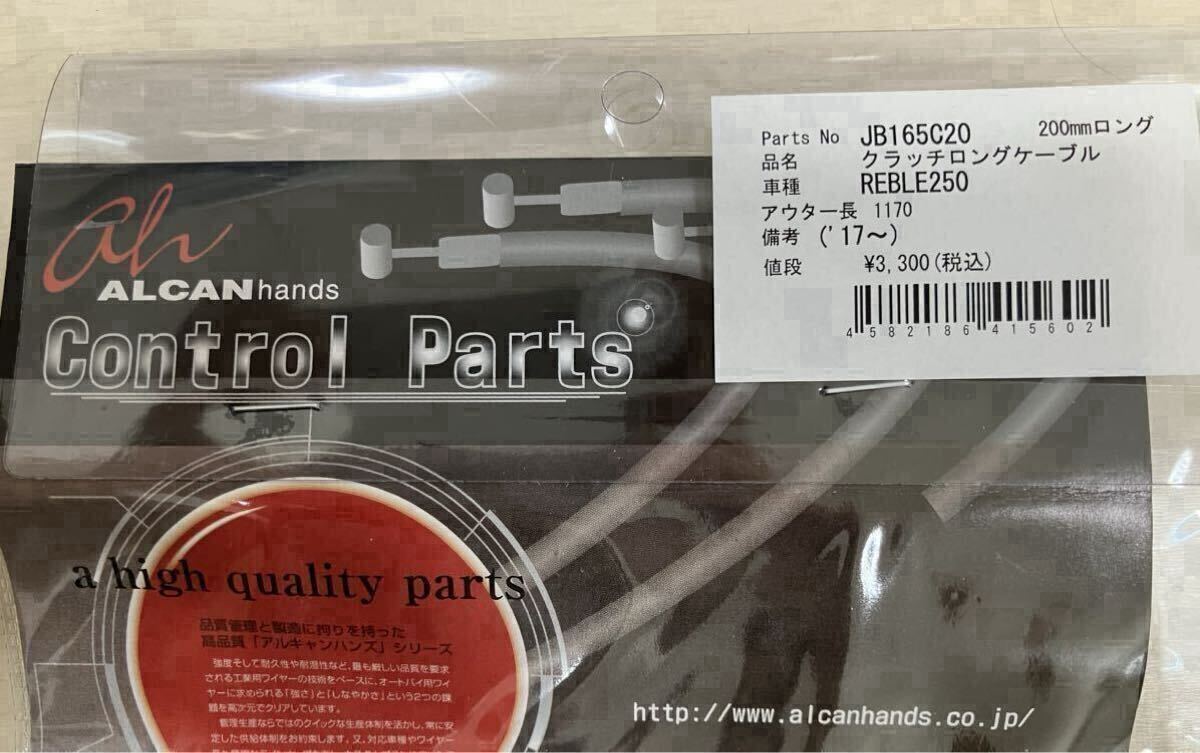 Parts No JB165C20 200mmロング
品名 クラッチロングケーブル
車種 REBLE250
アウター長 1170
備考 ('17～)
値段 ¥3,300(税込)
4582186415602
ah
ALCANhands
Control Parts
a high quality parts
品質管理と製造に拘りを持った
高品質「アルキャンハンズ」シリーズ
強度そして耐久性や耐湿性など、最も厳しい品質を要求
される工業用ワイヤーの技術をベースに、オートバイ用ワイ
ヤーに求められる「強さ」と「しなやかさ」という2つの課
題を高次元でクリアしています。
管理生産ならではのクイックな生産体制を活かし、常に安
定した供給体制をお約束します。又、対応車種やワイヤー
http://www.alcanhands.co.jp/